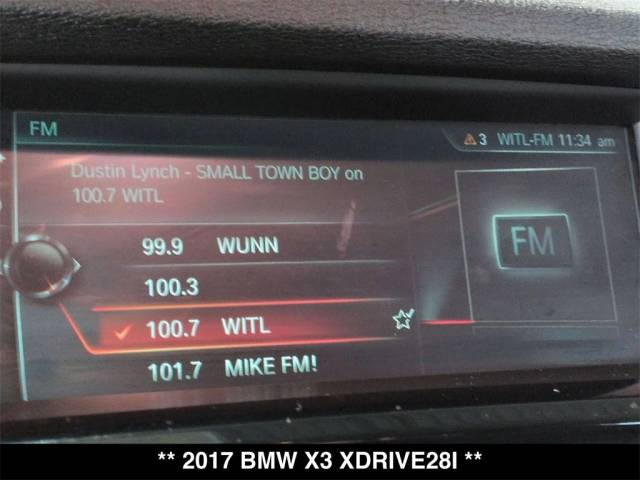 FM
3 WITL-FM 11:34 am
Dustin Lynch - SMALL TOWN BOY on
100.7 WITL
99.9 WUNN
100.3
100.7 WITL
101.7 MIKE FM!
FM
** 2017 BMW X3 XDRIVE28I **